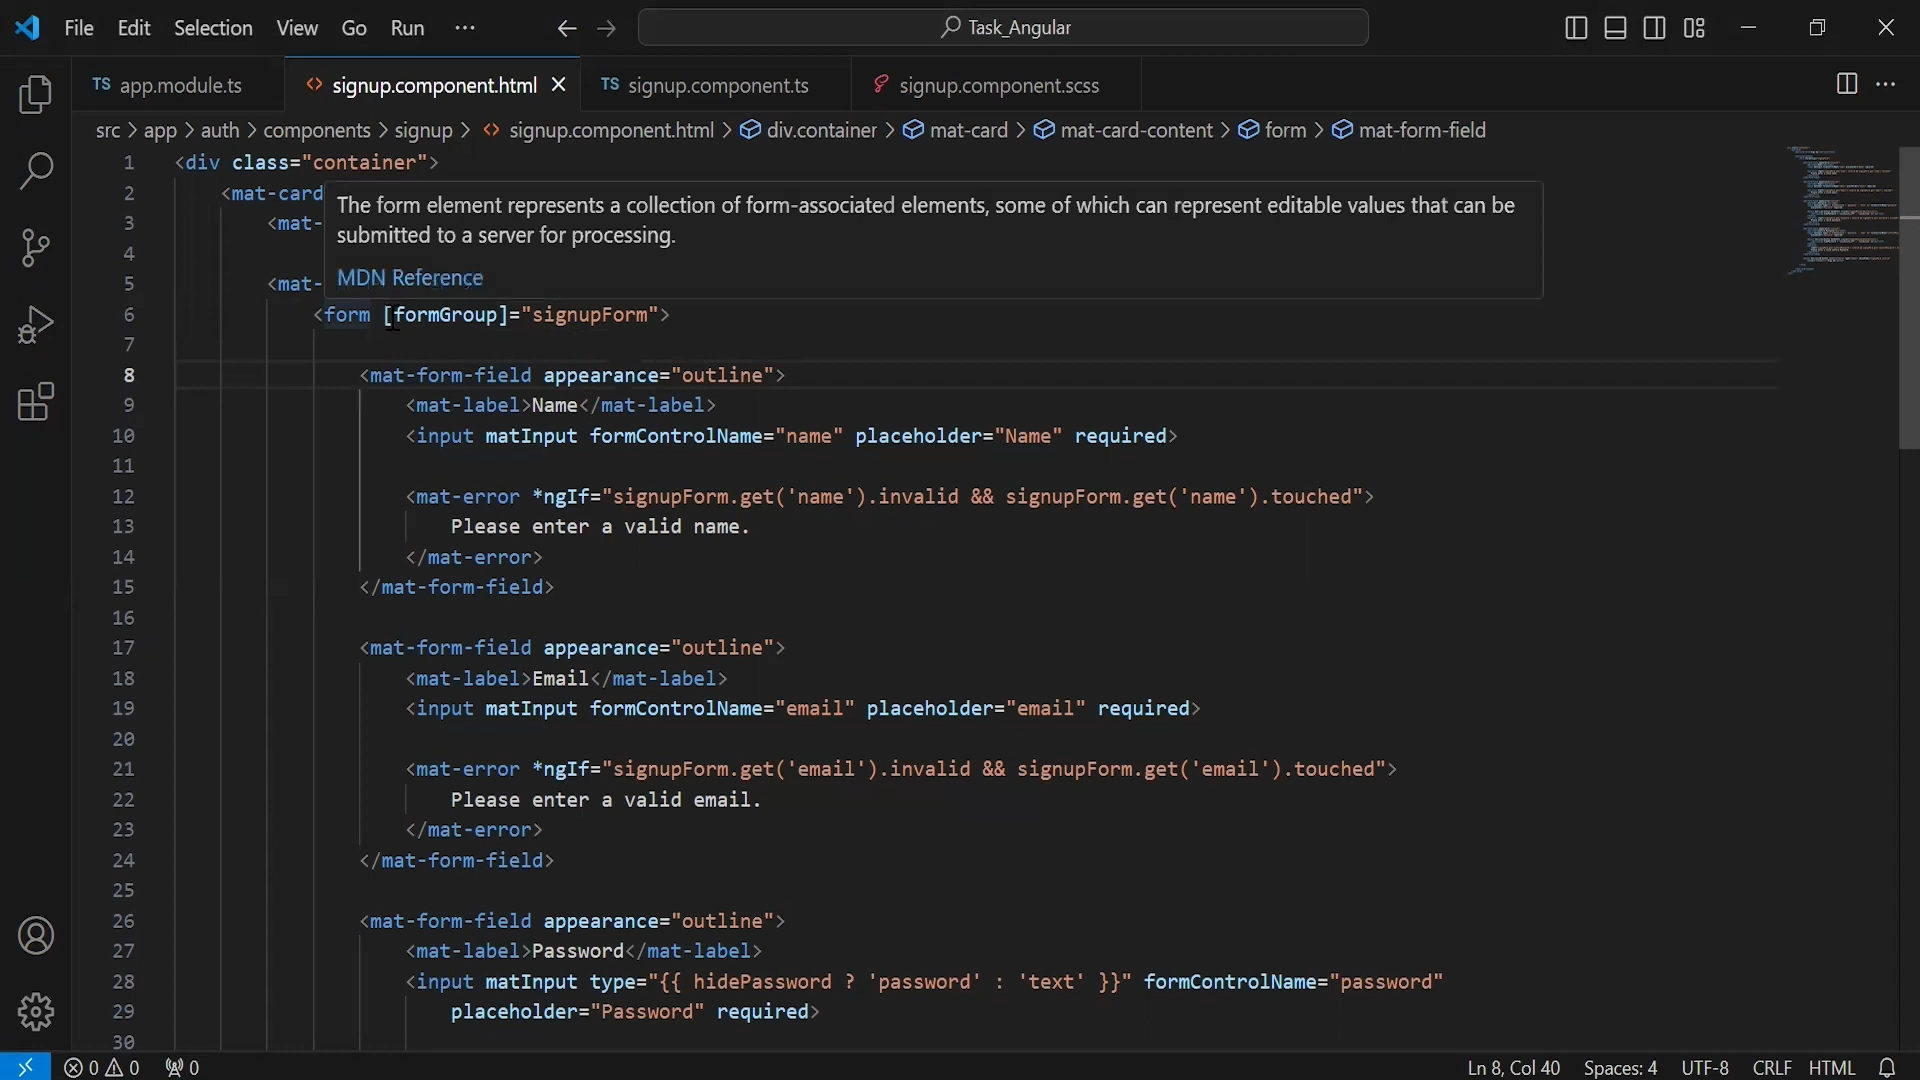 File Edit Selection View Go Run ··· Task_Angular
TS app.module.ts <> signup.component.html TS signup.component.ts signup.component.scss
src > app > auth > components > signup > <> signup.component.html > div.container > mat-card > mat-card-content > form > mat-form-field
1 <div class="container">
2 <mat-card
The form element represents a collection of form-associated elements, some of which can represent editable values that can be
3 <mat-
submitted to a server for processing.
4
MDN Reference
5 <mat-
6 <form [formGroup]="signupForm">
7
8 <mat-form-field appearance="outline">
9 <mat-label>Name</mat-label>
10 <input matInput formControlName="name" placeholder="Name" required>
11
12 <mat-error *ngIf="signupForm.get('name').invalid && signupForm.get('name').touched">
13 Please enter a valid name.
14 </mat-error>
15 </mat-form-field>
16
17 <mat-form-field appearance="outline">
18 <mat-label>Email</mat-label>
19 <input matInput formControlName="email" placeholder="email" required>
20
21 <mat-error *ngIf="signupForm.get('email').invalid && signupForm.get('email').touched">
22 Please enter a valid email.
23 </mat-error>
24 </mat-form-field>
25
26 <mat-form-field appearance="outline">
27 <mat-label>Password</mat-label>
28 <input matInput type="{{ hidePassword ? 'password' : 'text' }}" formControlName="password"
29 placeholder="Password" required>
30
0 0 0 Ln 8, Col 40 Spaces: 4 UTF-8 CRLF HTML